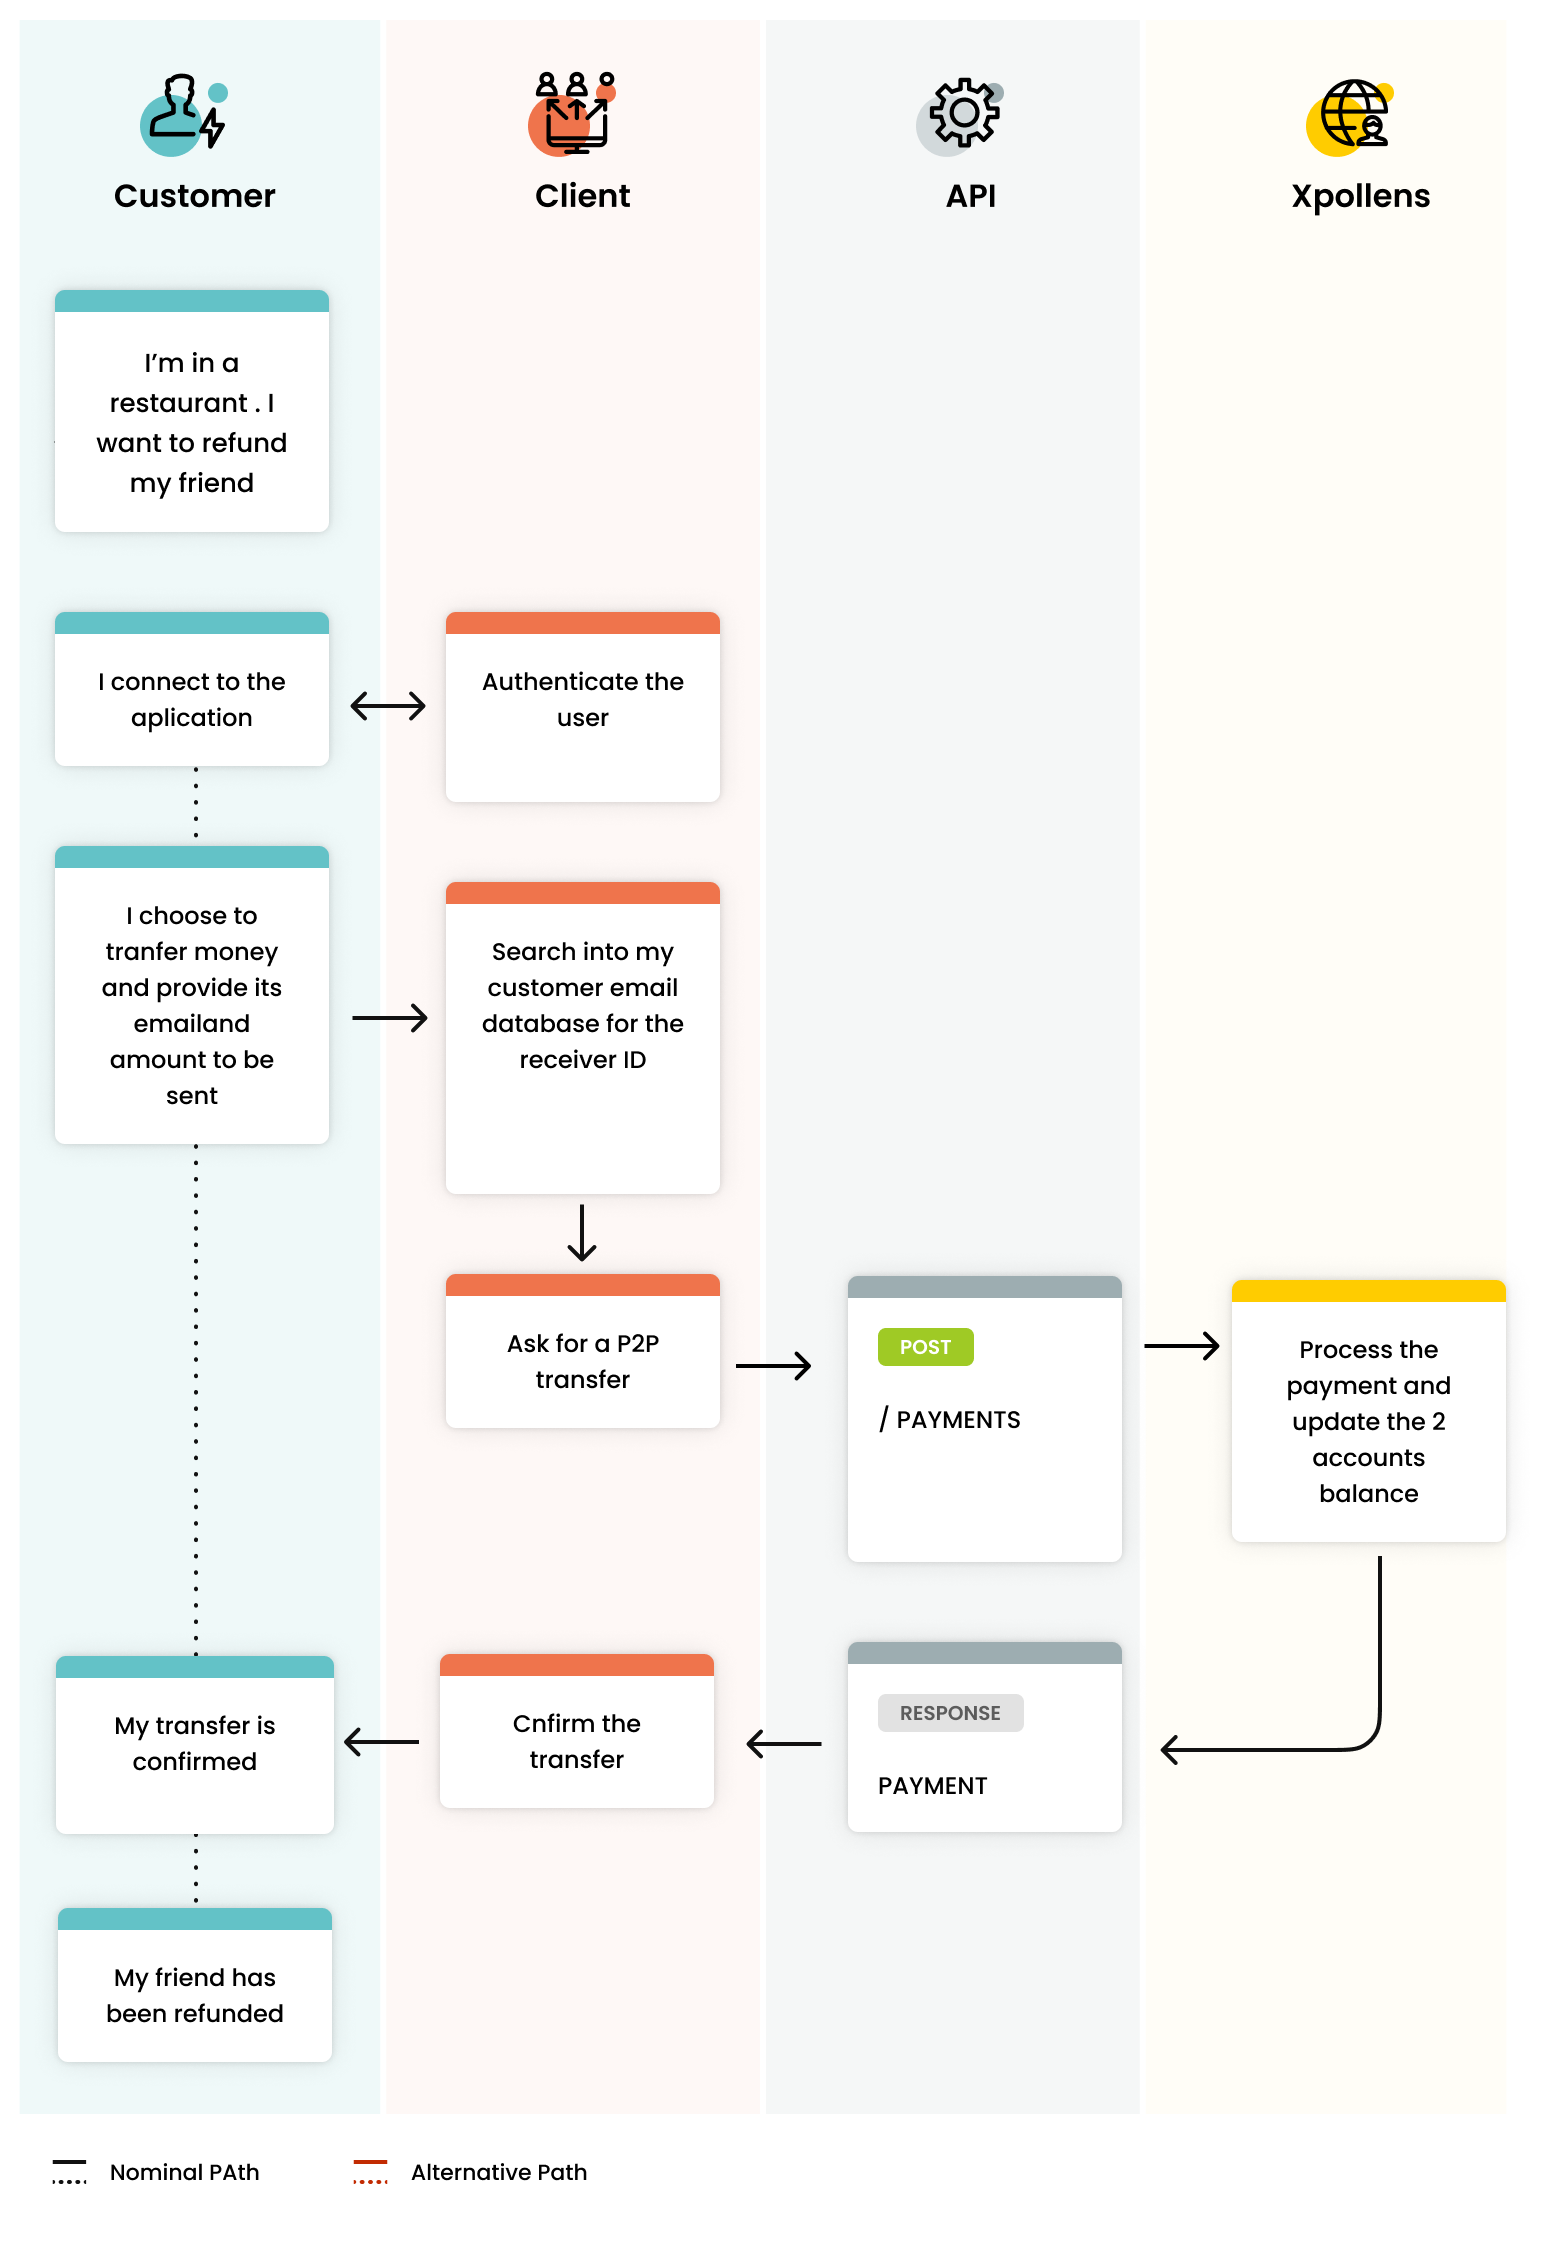 Customer
Client
API
Xpollens
I’m in a
restaurant . I
want to refund
my friend
I connect to the
aplication
Authenticate the
user
I choose to
tranfer money
and provide its
emailand
amount to be
sent
Search into my
customer email
database for the
receiver ID
Ask for a P2P
transfer
POST
/ PAYMENTS
Process the
payment and
update the 2
accounts
balance
My transfer is
confirmed
Cnfirm the
transfer
RESPONSE
PAYMENT
My friend has
been refunded
Nominal PAth
Alternative Path